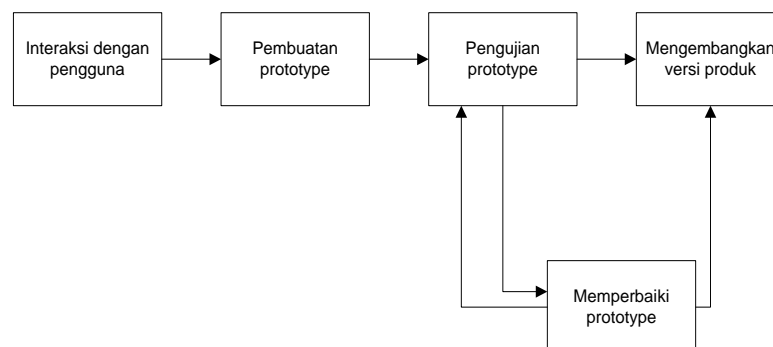 Interaksi dengan
pengguna
Pembuatan
prototype
Pengujian
prototype
Mengembangkan
versi produk
Memperbaiki
prototype